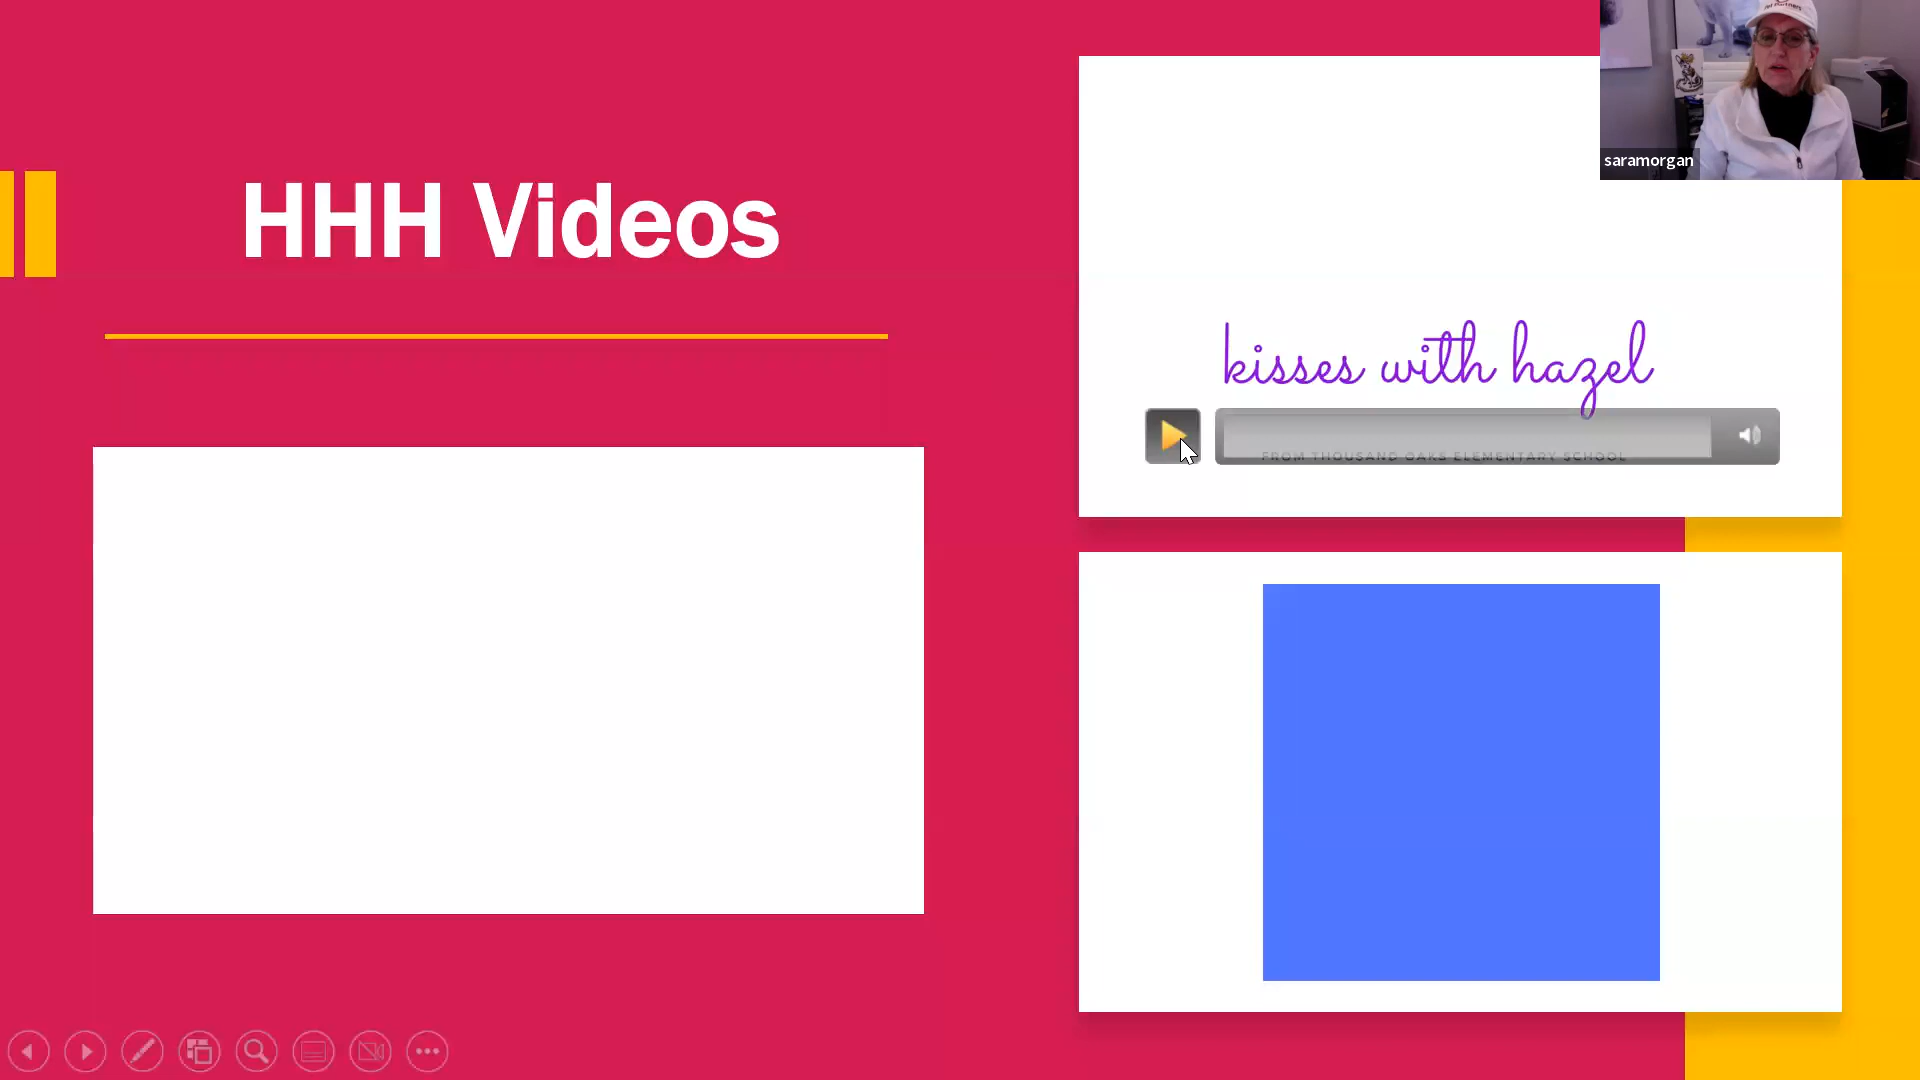 HHH Videos
kisses with hazel
FROM THOUSAND OAKS ELEMENTARY SCHOOL
saramorgan